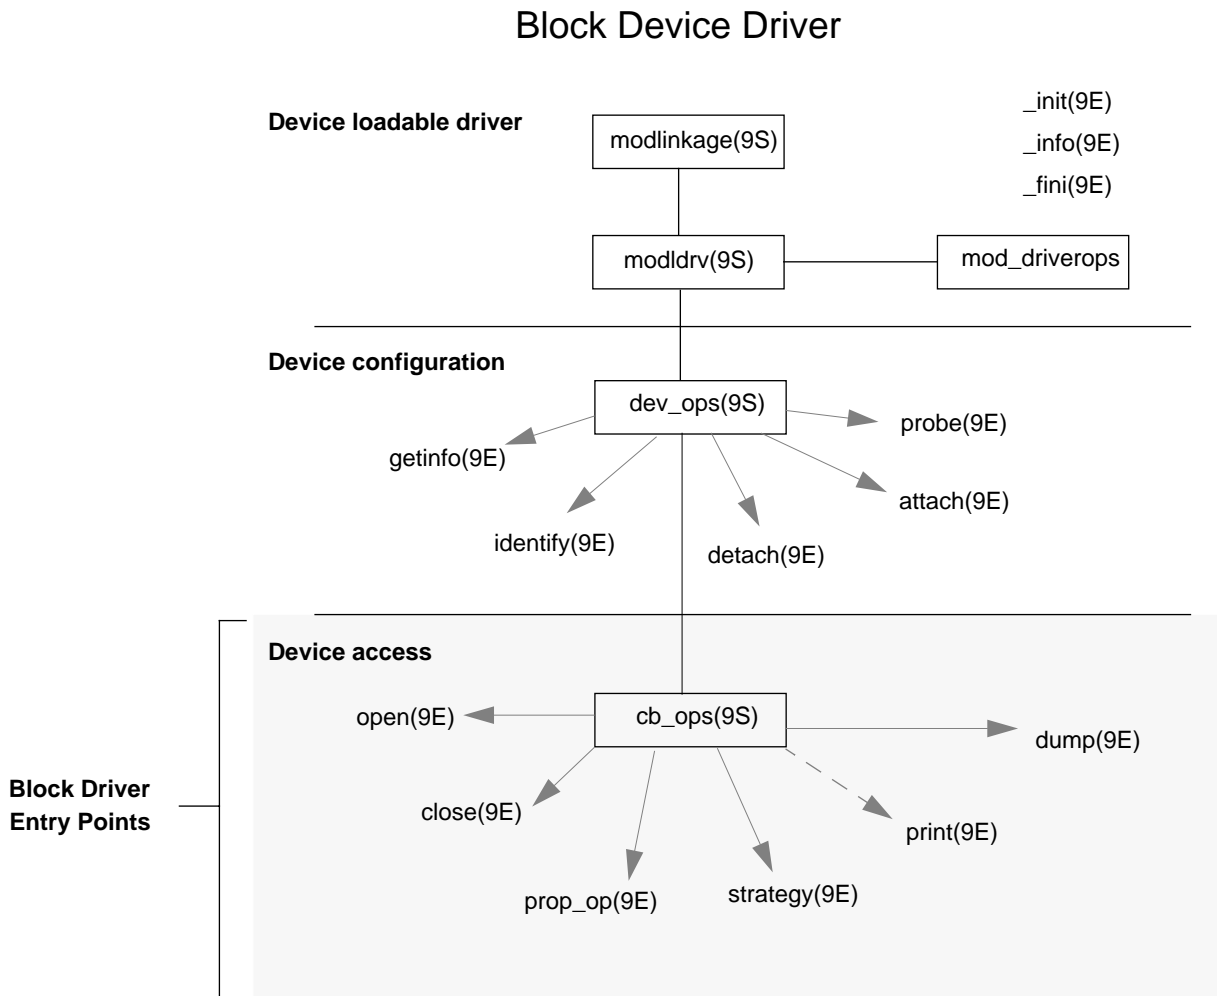 Block Device Driver
Device loadable driver
modlinkage(9S)
_init(9E)
_info(9E)
_fini(9E)
modldrv(9S)
mod_driverops
Device configuration
dev_ops(9S)
probe(9E)
getinfo(9E)
attach(9E)
identify(9E)
detach(9E)
Device access
open(9E)
cb_ops(9S)
dump(9E)
Block Driver
Entry Points
close(9E)
print(9E)
prop_op(9E)
strategy(9E)